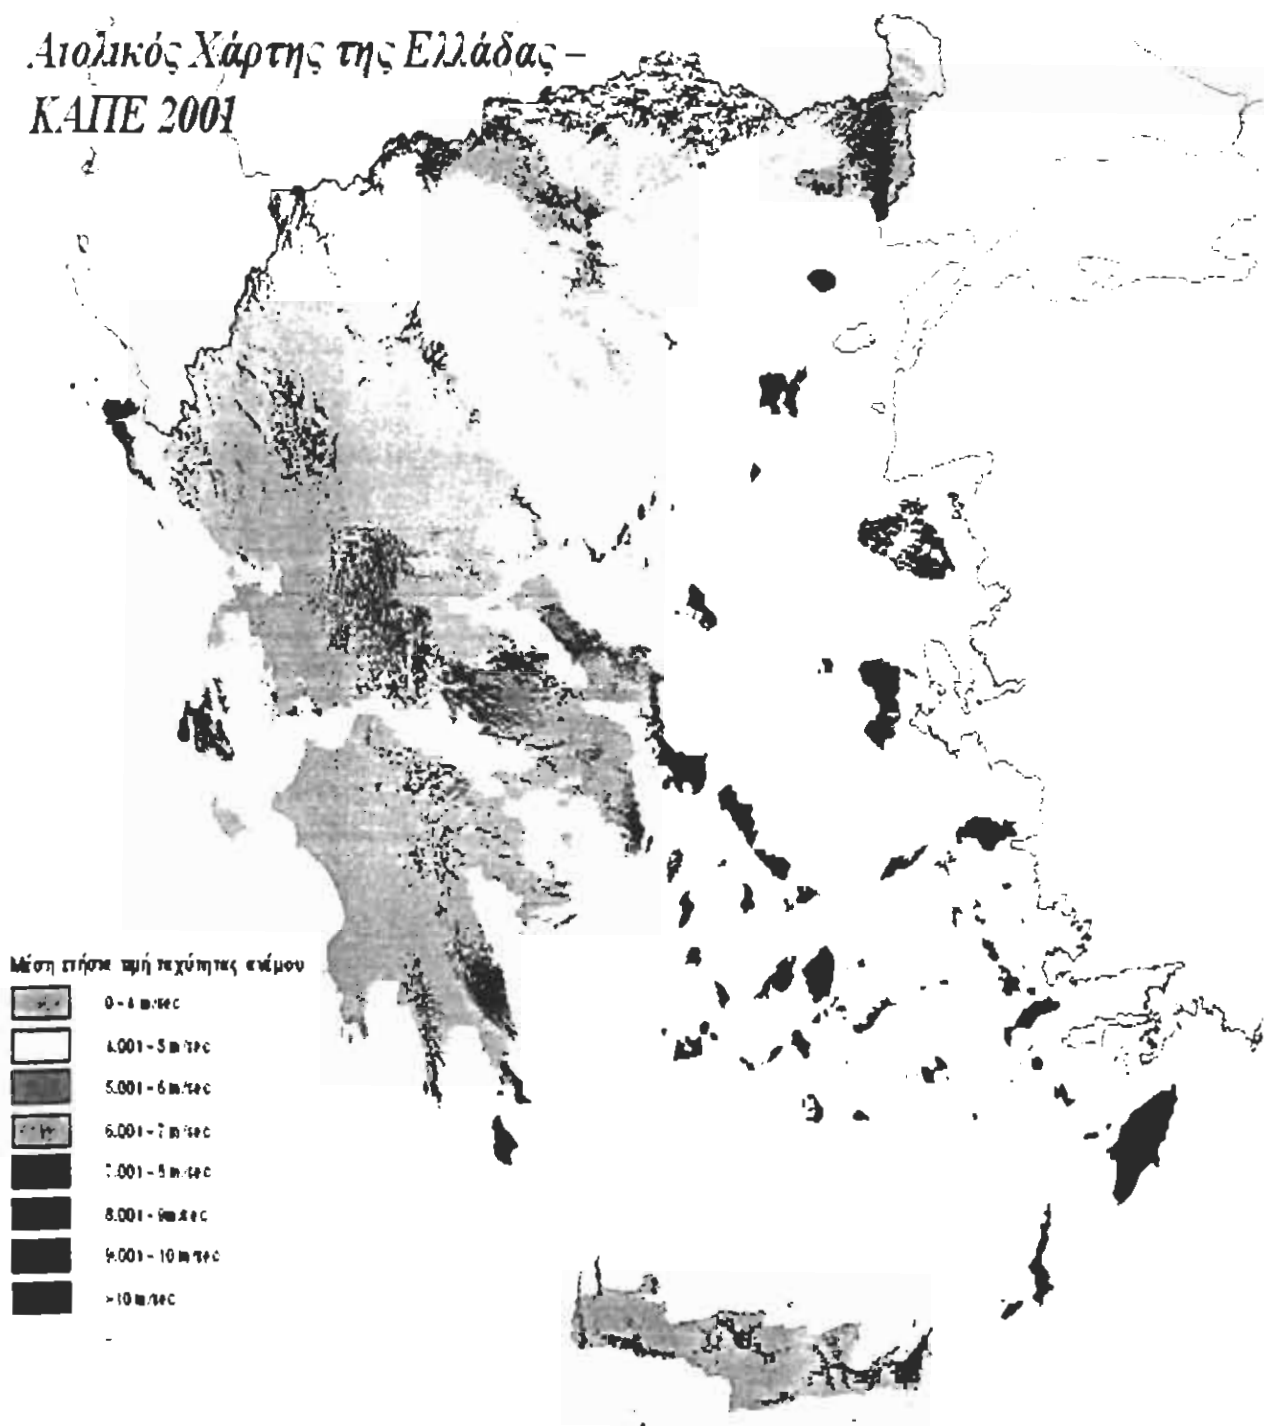 Αιολικός Χάρτης της Ελλάδας –
ΚΑΠΕ 2001
Μέση ετήσια τιμή ταχύτητας ανέμου
0 - 4 m/sec
4.001 - 5 m/sec
5.001 - 6 m/sec
6.001 - 7 m/sec
7.001 - 8 m/sec
8.001 - 9m/sec
9.001 - 10 m/sec
>10 m/sec